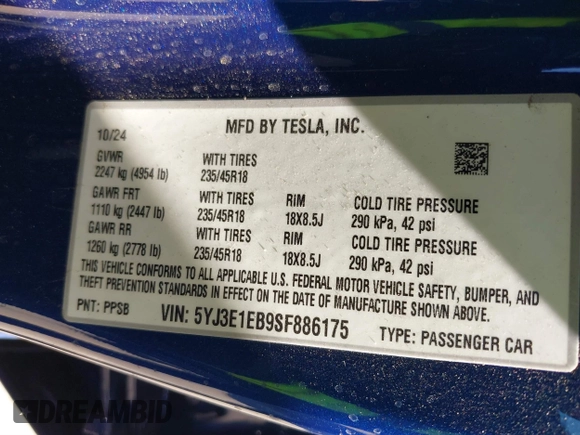 10/24 MFD BY TESLA, INC.
GVWR WITH TIRES
2247 kg (4954 lb) 235/45R18
GAWR FRT WITH TIRES RIM COLD TIRE PRESSURE
1110 kg (2447 lb) 235/45R18 18X8.5J 290 kPa, 42 psi
GAWR RR WITH TIRES RIM COLD TIRE PRESSURE
1260 kg (2778 lb) 235/45R18 18X8.5J 290 kPa, 42 psi
THIS VEHICLE CONFORMS TO ALL APPLICABLE U.S. FEDERAL MOTOR VEHICLE SAFETY, BUMPER, AND
THEFT PREVENTION STANDARDS IN EFFECT ON THE DATE OF MANUFACTURE SHOWN ABOVE.
PNT: PPSB VIN: 5YJ3E1EB9SF886175 TYPE: PASSENGER CAR
DREAMBID